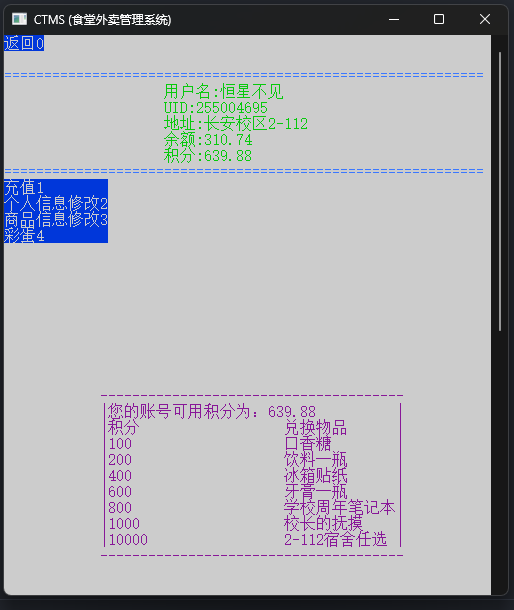 CTMS (食堂外卖管理系统)
返回0
用户名:恒星不见
UID:255004695
地址:长安校区2-112
余额:310.74
积分:639.88
充值1
个人信息修改2
商品信息修改3
彩蛋4
您的账号可用积分为: 639.88
积分 兑换物品
100 口香糖
200 饮料一瓶
400 冰箱贴纸
600 牙膏一瓶
800 学校周年笔记本
1000 校长的抚摸
10000 2-112宿舍任选